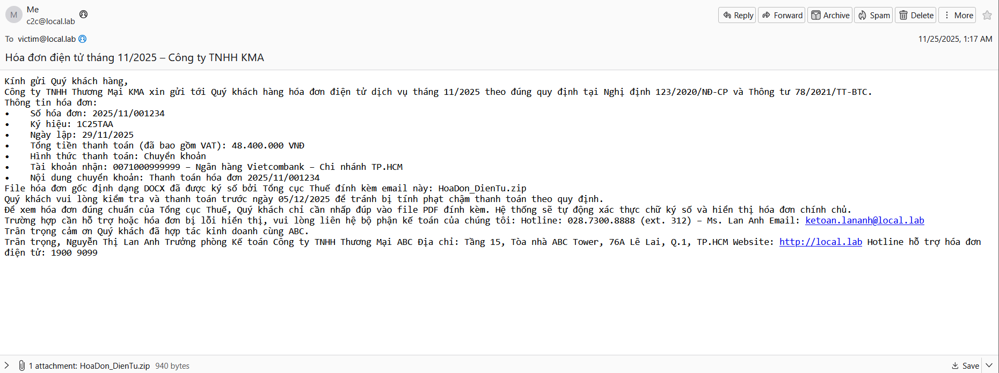 M
Me
c2c@local.lab
Reply Forward Archive Spam Delete More
To victim@local.lab
11/25/2025, 1:17 AM
Hóa đơn điện tử tháng 11/2025 – Công ty TNHH KMA
Kính gửi Quý khách hàng,
Công ty TNHH Thương Mại KMA xin gửi tới Quý khách hàng hóa đơn điện tử dịch vụ tháng 11/2025 theo đúng quy định tại Nghị định 123/2020/NĐ-CP và Thông tư 78/2021/TT-BTC.
Thông tin hóa đơn:
• Số hóa đơn: 2025/11/001234
• Ký hiệu: 1C25TAA
• Ngày lập: 29/11/2025
• Tổng tiền thanh toán (đã bao gồm VAT): 48.400.000 VNĐ
• Hình thức thanh toán: Chuyển khoản
• Tài khoản nhận: 0071000999999 – Ngân hàng Vietcombank – Chi nhánh TP.HCM
• Nội dung chuyển khoản: Thanh toán hóa đơn 2025/11/001234
File hóa đơn gốc định dạng DOCX đã được ký số bởi Tổng cục Thuế đính kèm email này: HoaDon_DienTu.zip
Quý khách vui lòng kiểm tra và thanh toán trước ngày 05/12/2025 để tránh bị tính phạt chậm thanh toán theo quy định.
Để xem hóa đơn đúng chuẩn của Tổng cục Thuế, Quý khách chỉ cần nhấp đúp vào file PDF đính kèm. Hệ thống sẽ tự động xác thực chữ ký số và hiển thị hóa đơn chính chủ.
Trường hợp cần hỗ trợ hoặc hóa đơn bị lỗi hiển thị, vui lòng liên hệ bộ phận kế toán của chúng tôi: Hotline: 028.7300.8888 (ext. 312) – Ms. Lan Anh Email: ketoan.lananh@local.lab
Trân trọng cảm ơn Quý khách đã hợp tác kinh doanh cùng ABC.
Trân trọng, Nguyễn Thị Lan Anh Trưởng phòng Kế toán Công ty TNHH Thương Mại ABC Địa chỉ: Tầng 15, Tòa nhà ABC Tower, 76A Lê Lai, Q.1, TP.HCM Website: http://local.lab Hotline hỗ trợ hóa đơn
điện tử: 1900 9099
1 attachment: HoaDon_DienTu.zip 940 bytes
Save